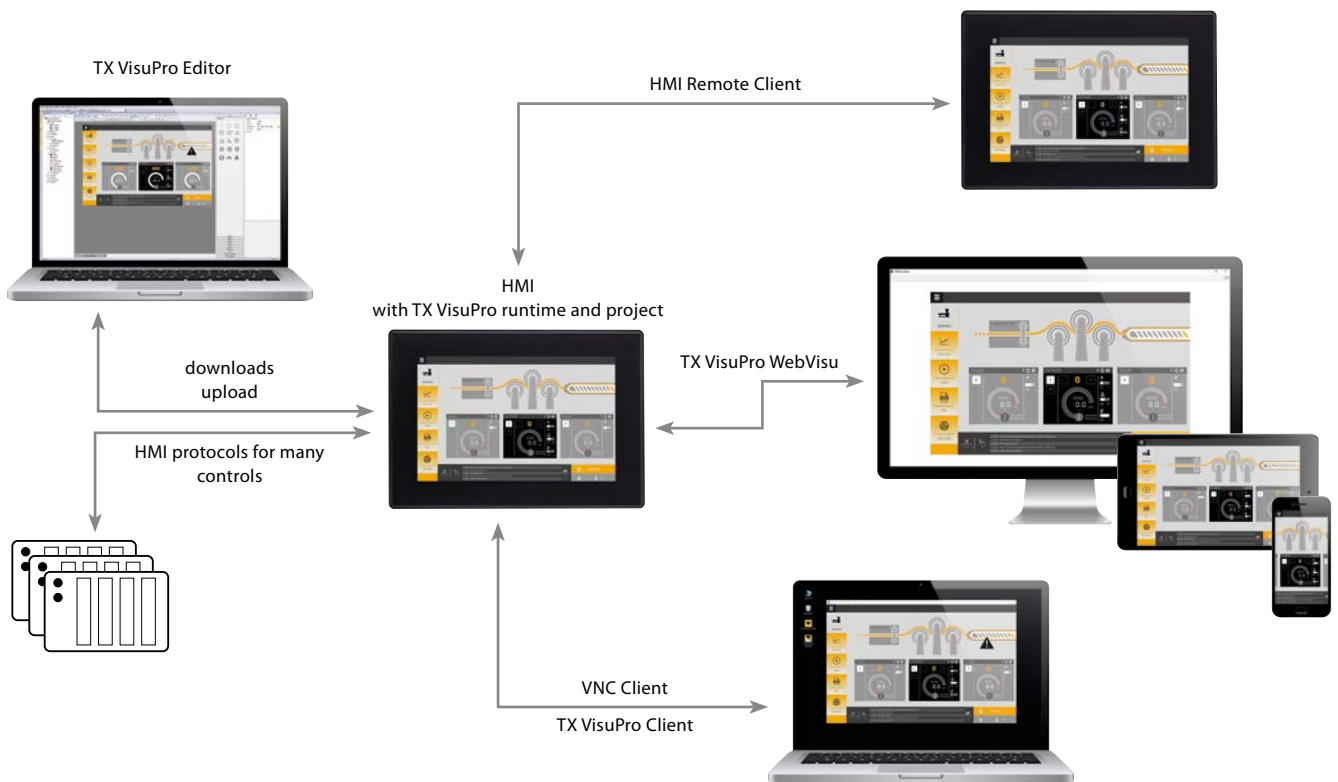 TX VisuPro Editor
HMI Remote Client
HMI
with TX VisuPro runtime and project
downloads
upload
TX VisuPro WebVisu
HMI protocols for many
controls
VNC Client
TX VisuPro Client